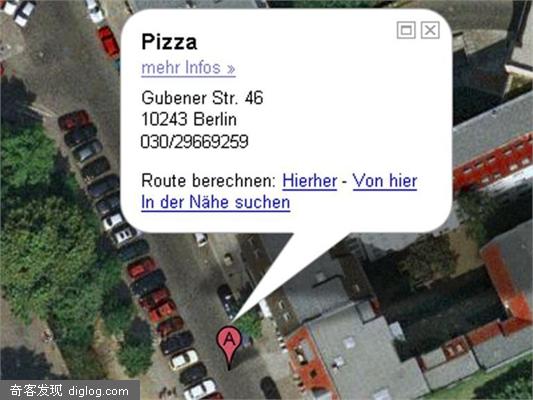 Pizza
mehr Infos »
Gubener Str. 46
10243 Berlin
030/29669259
Route berechnen: Hierher - Von hier
In der Nähe suchen
A
奇客发现 diglog.com